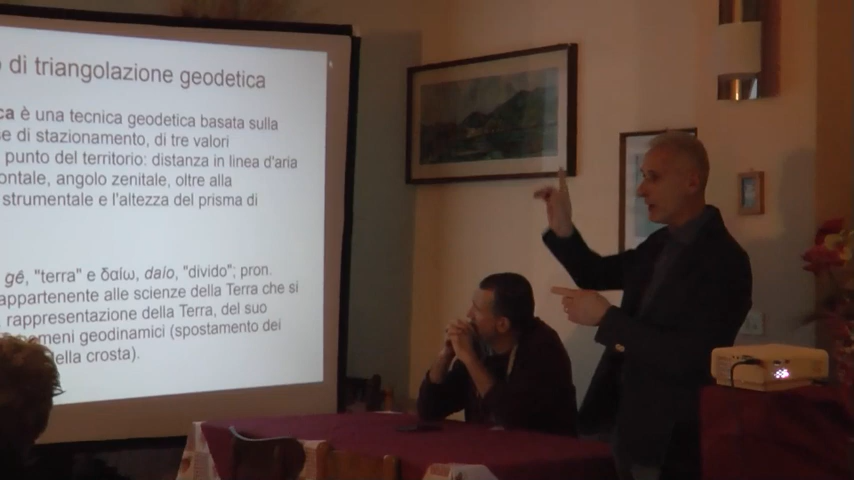 di triangolazione geodetica
ca è una tecnica geodetica basata sulla
se di stazionamento, di tre valori
punto del territorio: distanza in linea d'aria
ontale, angolo zenitale, oltre alla
strumentale e l'altezza del prisma di
gê, "terra" e δαίω, daio, "divido"; pron.
appartenente alle scienze della Terra che si
rappresentazione della Terra, del suo
meni geodinamici (spostamento dei
ella crosta).